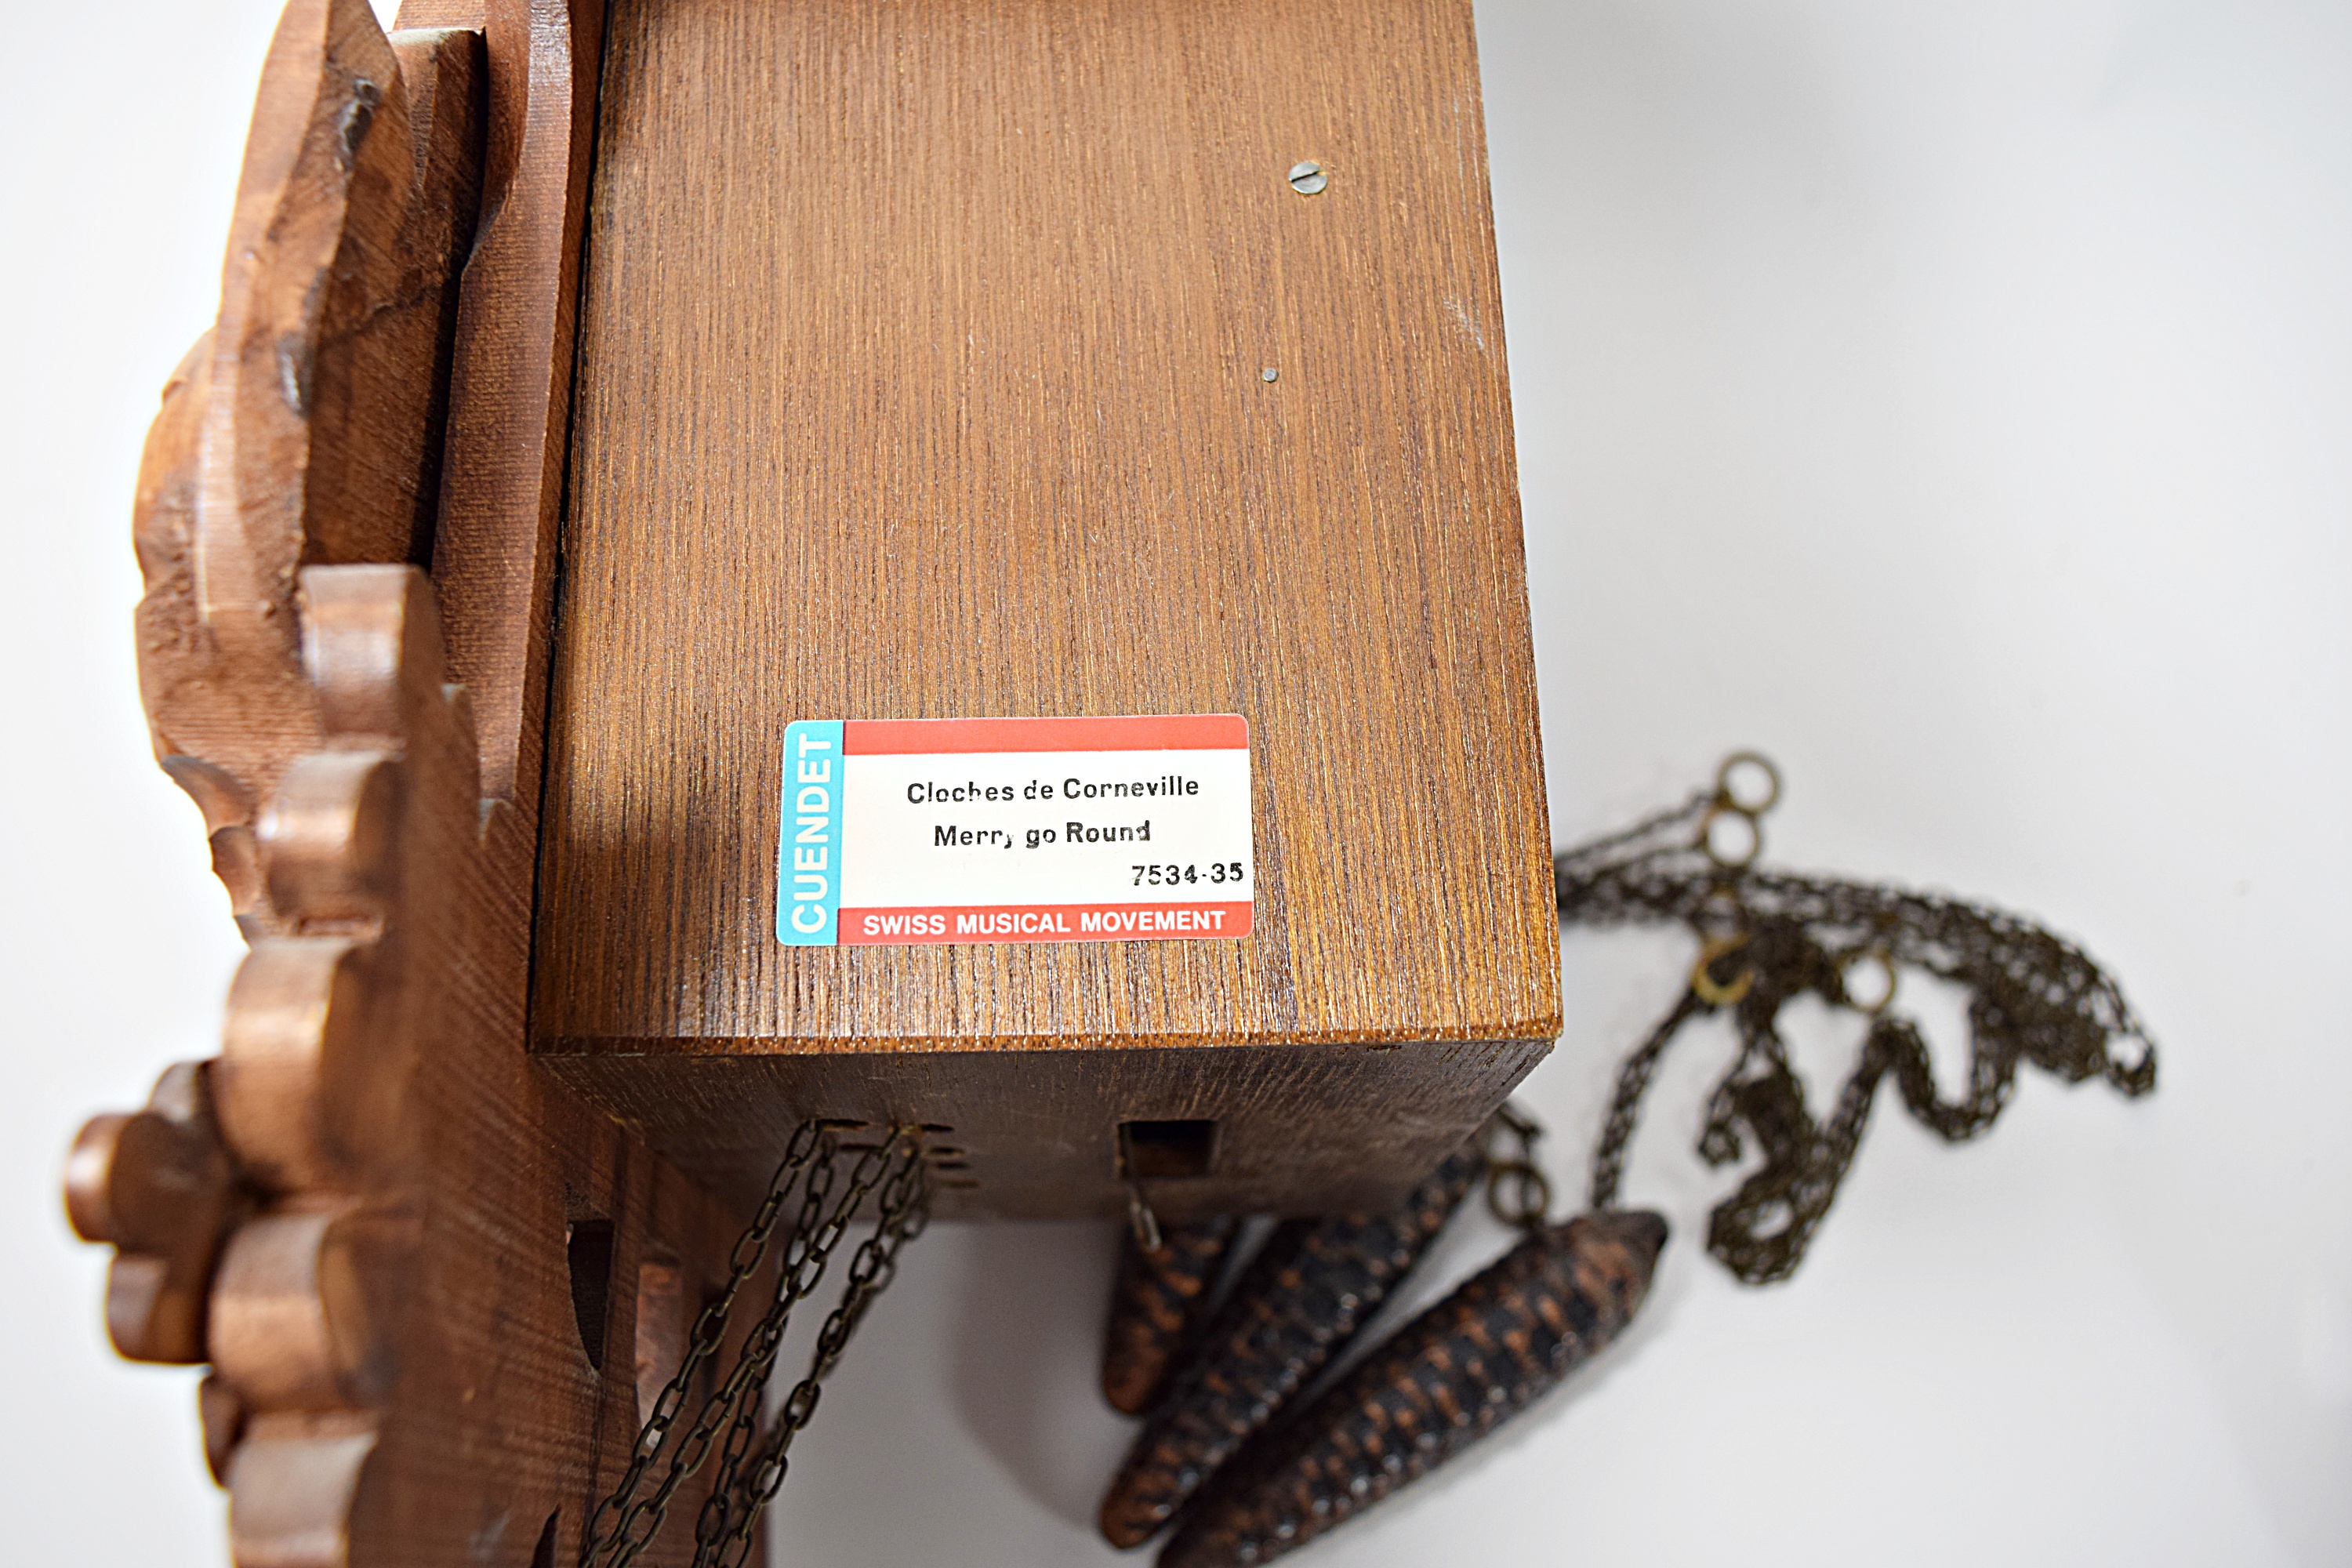 CUENDET
Cloches de Corneville
Merry go Round
7534-35
SWISS MUSICAL MOVEMENT